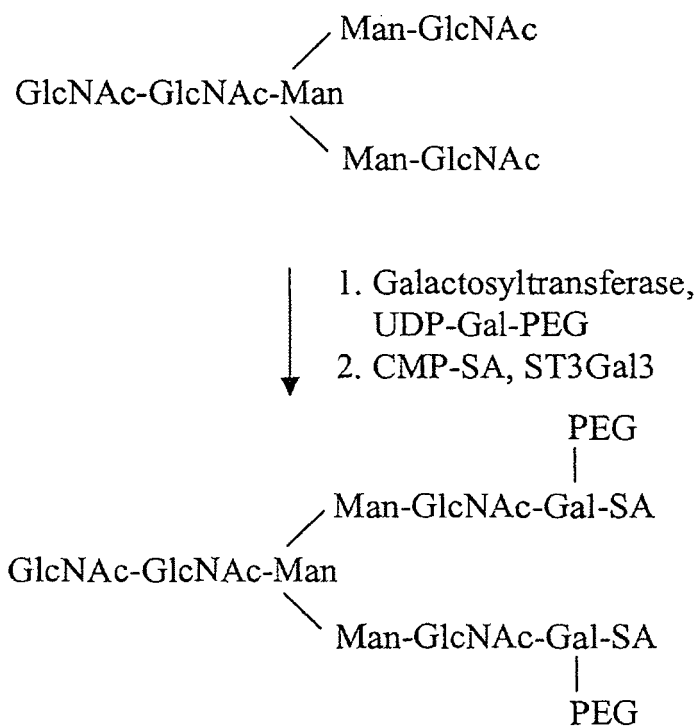 Man-GlcNAc
GlcNAc-GlcNAc-Man
Man-GlcNAc
1. Galactosyltransferase,
UDP-Gal-PEG
2. CMP-SA, ST3Gal3
PEG
Man-GlcNAc-Gal-SA
GlcNAc-GlcNAc-Man
Man-GlcNAc-Gal-SA
PEG